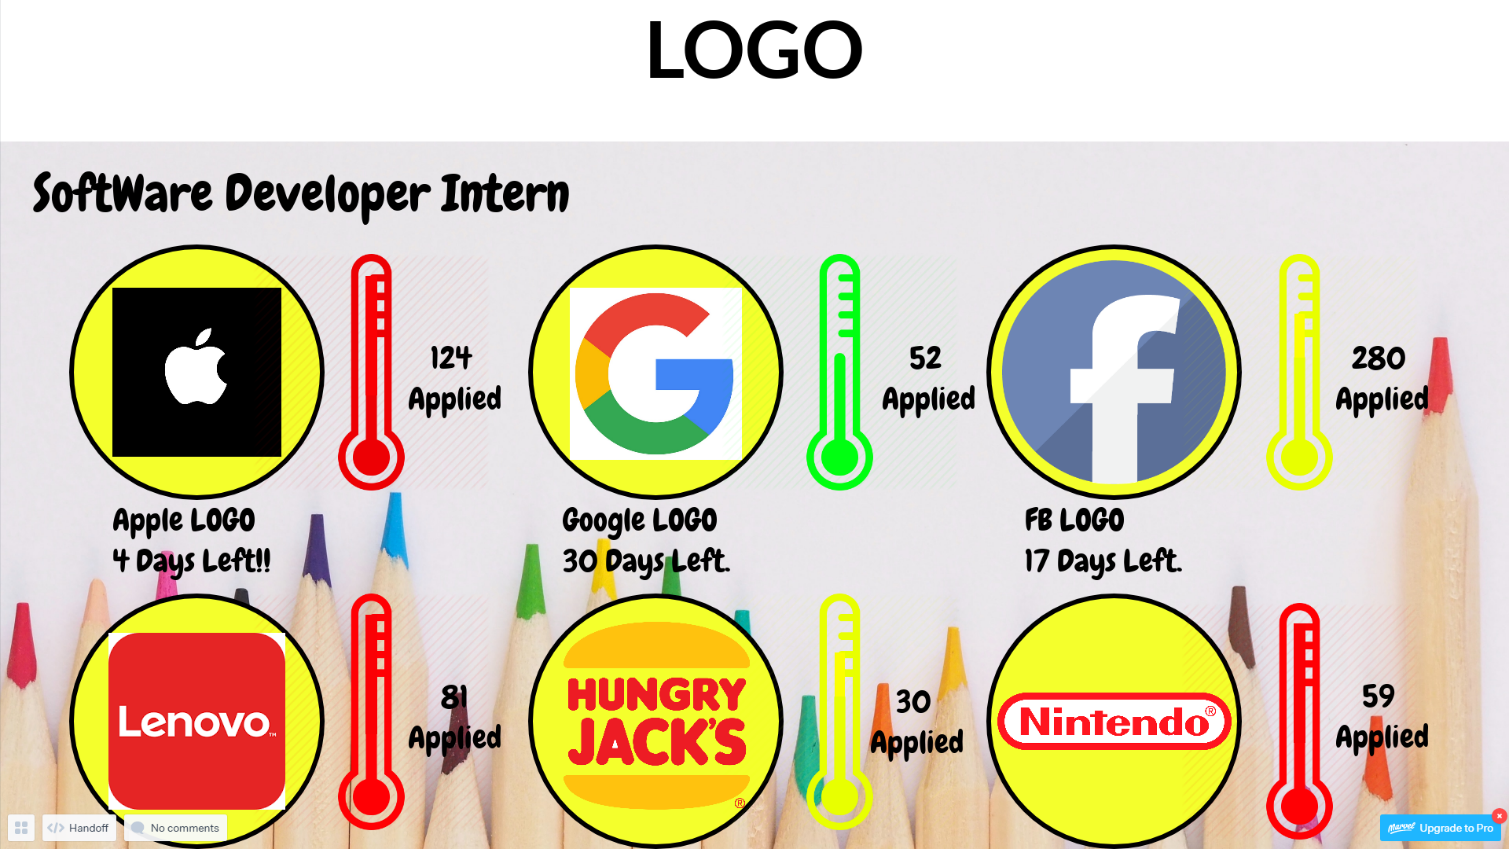 LOGO
SoftWare Developer Intern
124
Applied
52
Applied
280
Applied
Apple LOGO
4 Days Left!!
Google LOGO
30 Days Left.
FB LOGO
17 Days Left.
Lenovo™
81
Applied
HUNGRY
JACK'S
®
30
Applied
Nintendo®
59
Applied
</> Handoff
No comments
Marvel Upgrade to Pro